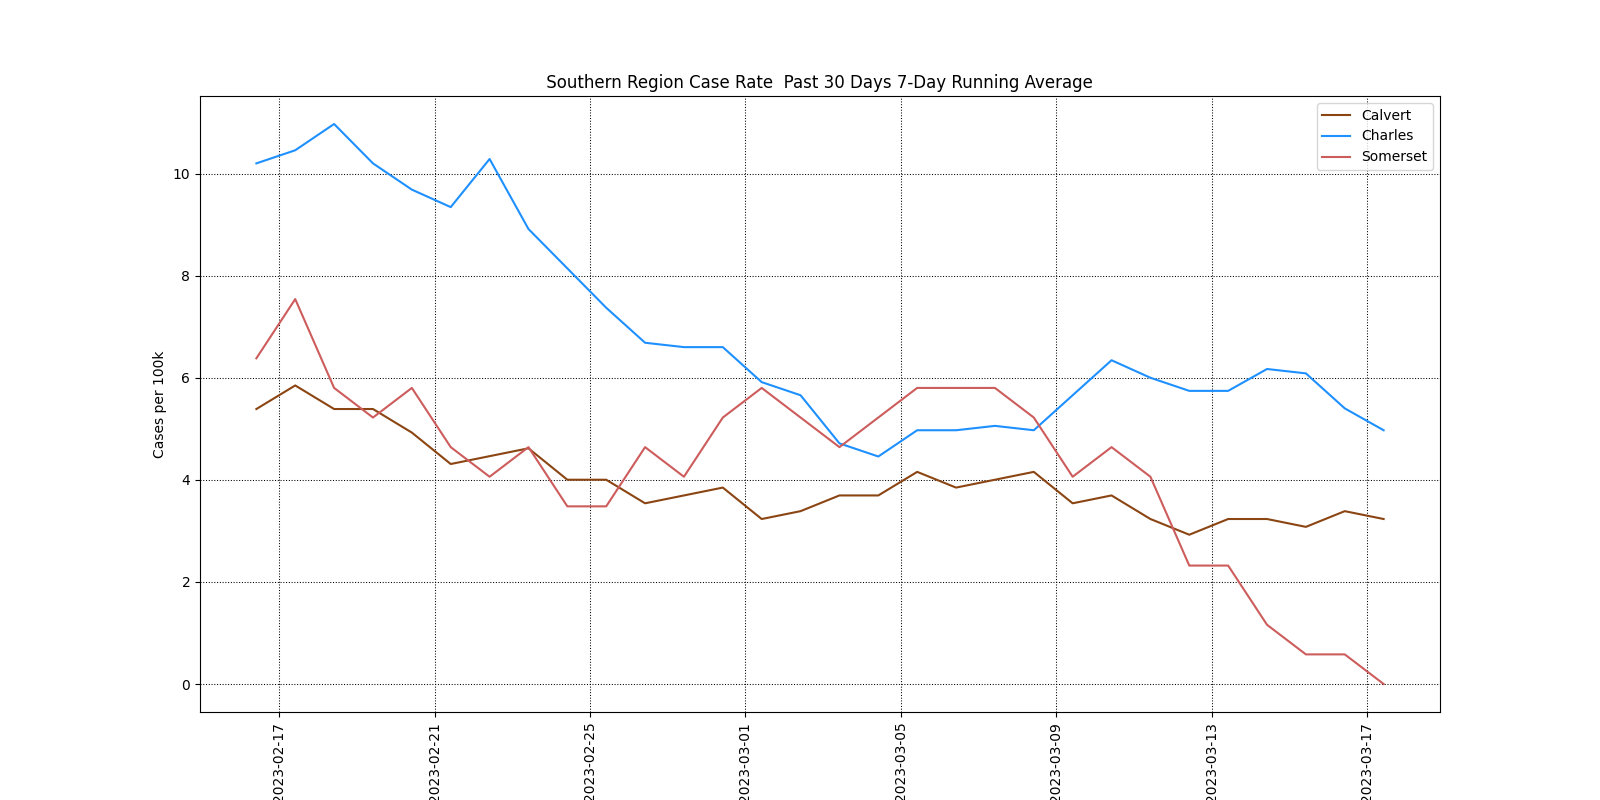 Southern Region Case Rate  Past 30 Days 7-Day Running Average
Calvert
Charles
Somerset
Cases per 100k
10
8
6
4
2
0
2023-02-17
2023-02-21
2023-02-25
2023-03-01
2023-03-05
2023-03-09
2023-03-13
2023-03-17